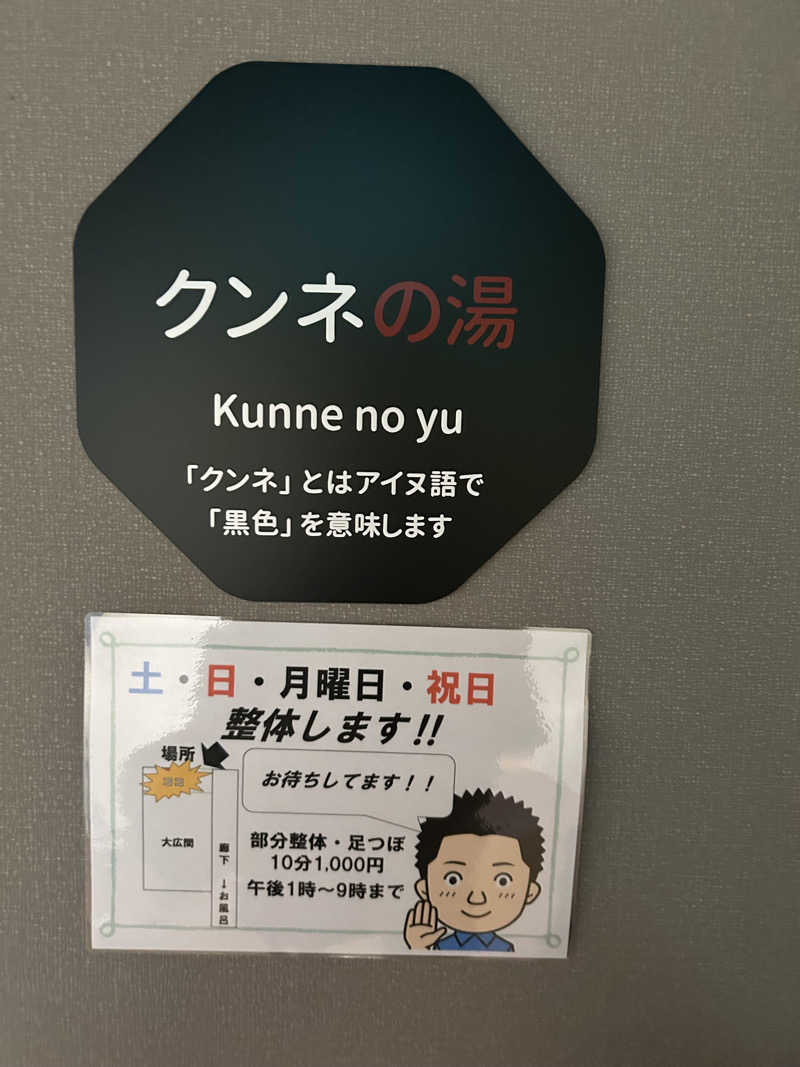 クンネの湯
Kunne no yu
「クンネ」とはアイヌ語で
「黒色」を意味します
土・日・月曜日・祝日
整体します!!
場所
ココ
大広間
廊下 →お風呂
お待ちしてます！！
部分整体・足つぼ
10分1,000円
午後1時～9時まで